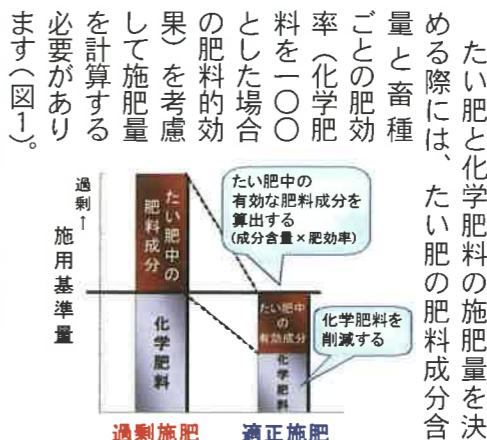 たい肥と化学肥料の施肥量を決
める際には、たい肥の肥料成分含
量と畜種
ごとの肥効
率（化学肥
料を一〇〇
とした場合
の肥料的効
果）を考慮
して施肥量
を計算する
必要があり
ます（図1）。
過剰→
施用基準量
たい肥中の
肥料成分
化学肥料
過剰施肥
たい肥中の
有効な肥料成分を
算出する
(成分含量×肥効率)
たい肥中
の
有効成分
化学肥料
適正施肥
化学肥料を
削減する